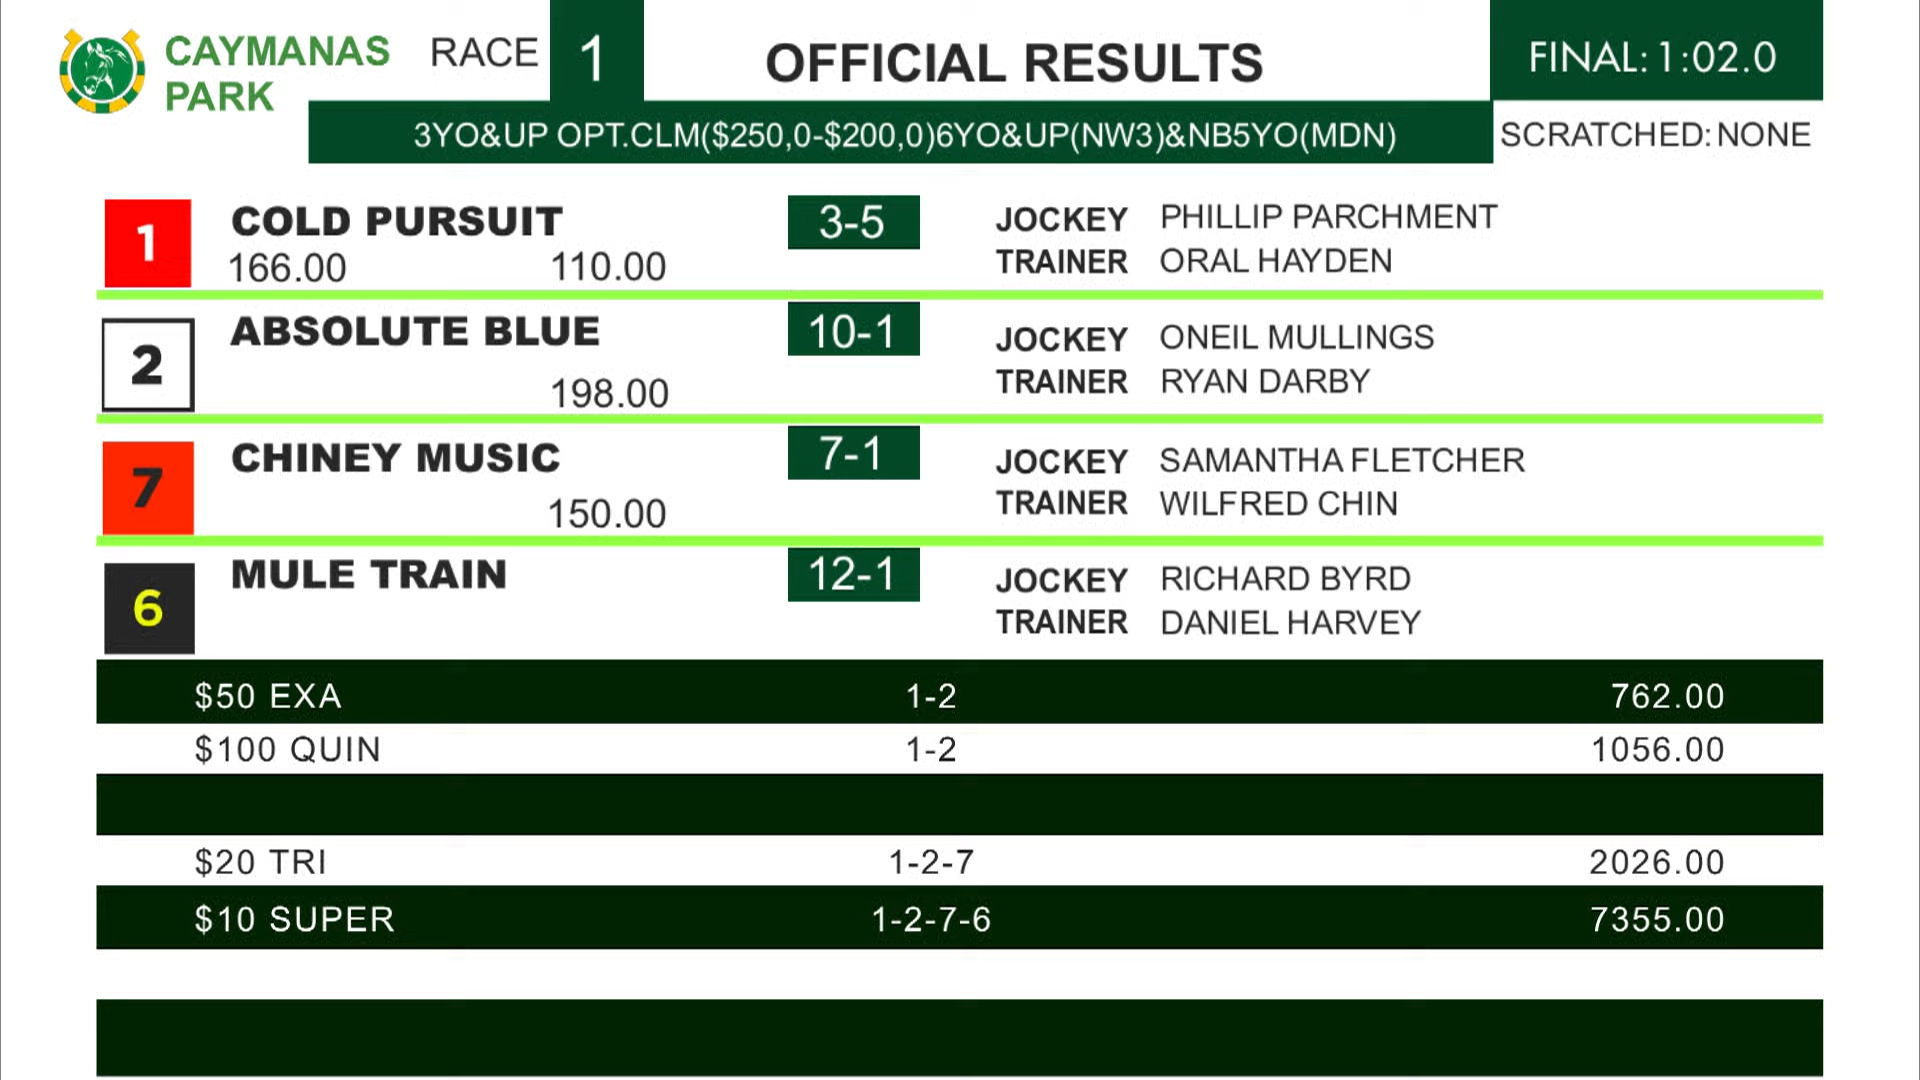 CAYMANAS PARK
RACE 1
OFFICIAL RESULTS
FINAL: 1:02.0
3YO&UP OPT.CLM($250,0-$200,0)6YO&UP(NW3)&NB5YO(MDN)
SCRATCHED: NONE
1 COLD PURSUIT 3-5 JOCKEY PHILLIP PARCHMENT
166.00 110.00 TRAINER ORAL HAYDEN
2 ABSOLUTE BLUE 10-1 JOCKEY ONEIL MULLINGS
198.00 TRAINER RYAN DARBY
7 CHINEY MUSIC 7-1 JOCKEY SAMANTHA FLETCHER
150.00 TRAINER WILFRED CHIN
6 MULE TRAIN 12-1 JOCKEY RICHARD BYRD
TRAINER DANIEL HARVEY
$50 EXA 1-2 762.00
$100 QUIN 1-2 1056.00
$20 TRI 1-2-7 2026.00
$10 SUPER 1-2-7-6 7355.00